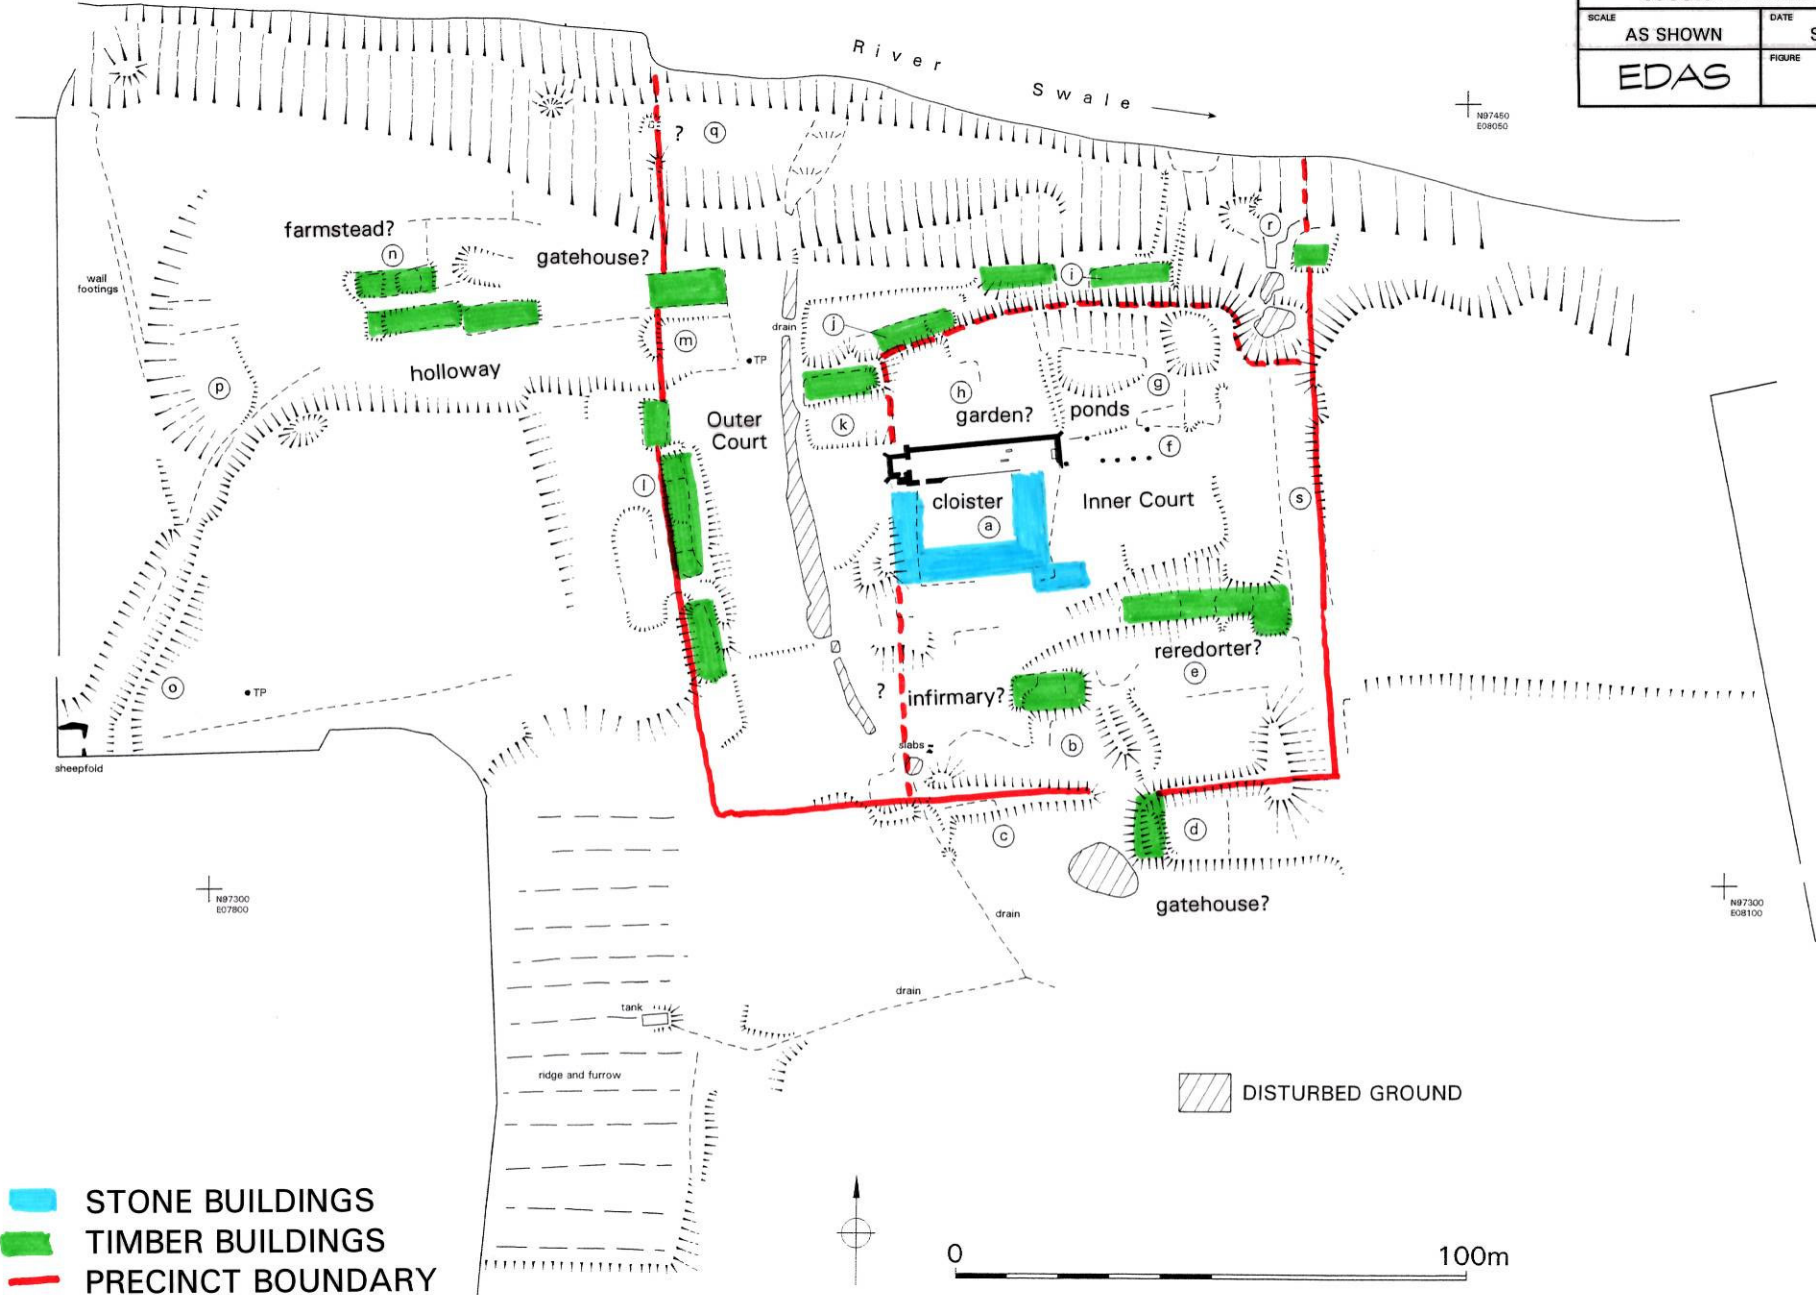 SCALE
AS SHOWN
DATE
EDAS
FIGURE
River Swale
N97450
E08050
farmstead?
n
gatehouse?
? q
r
i
wall
footings
j
drain
m
TP
holloway
p
h
g
garden?
ponds
Outer
Court
k
f
l
cloister
Inner Court
s
a
reredorter?
e
o
TP
?
infirmary?
slabs
b
sheepfold
c
d
N97300
E07800
gatehouse?
N97300
E08100
drain
drain
tank
ridge and furrow
DISTURBED GROUND
STONE BUILDINGS
TIMBER BUILDINGS
PRECINCT BOUNDARY
0
100m